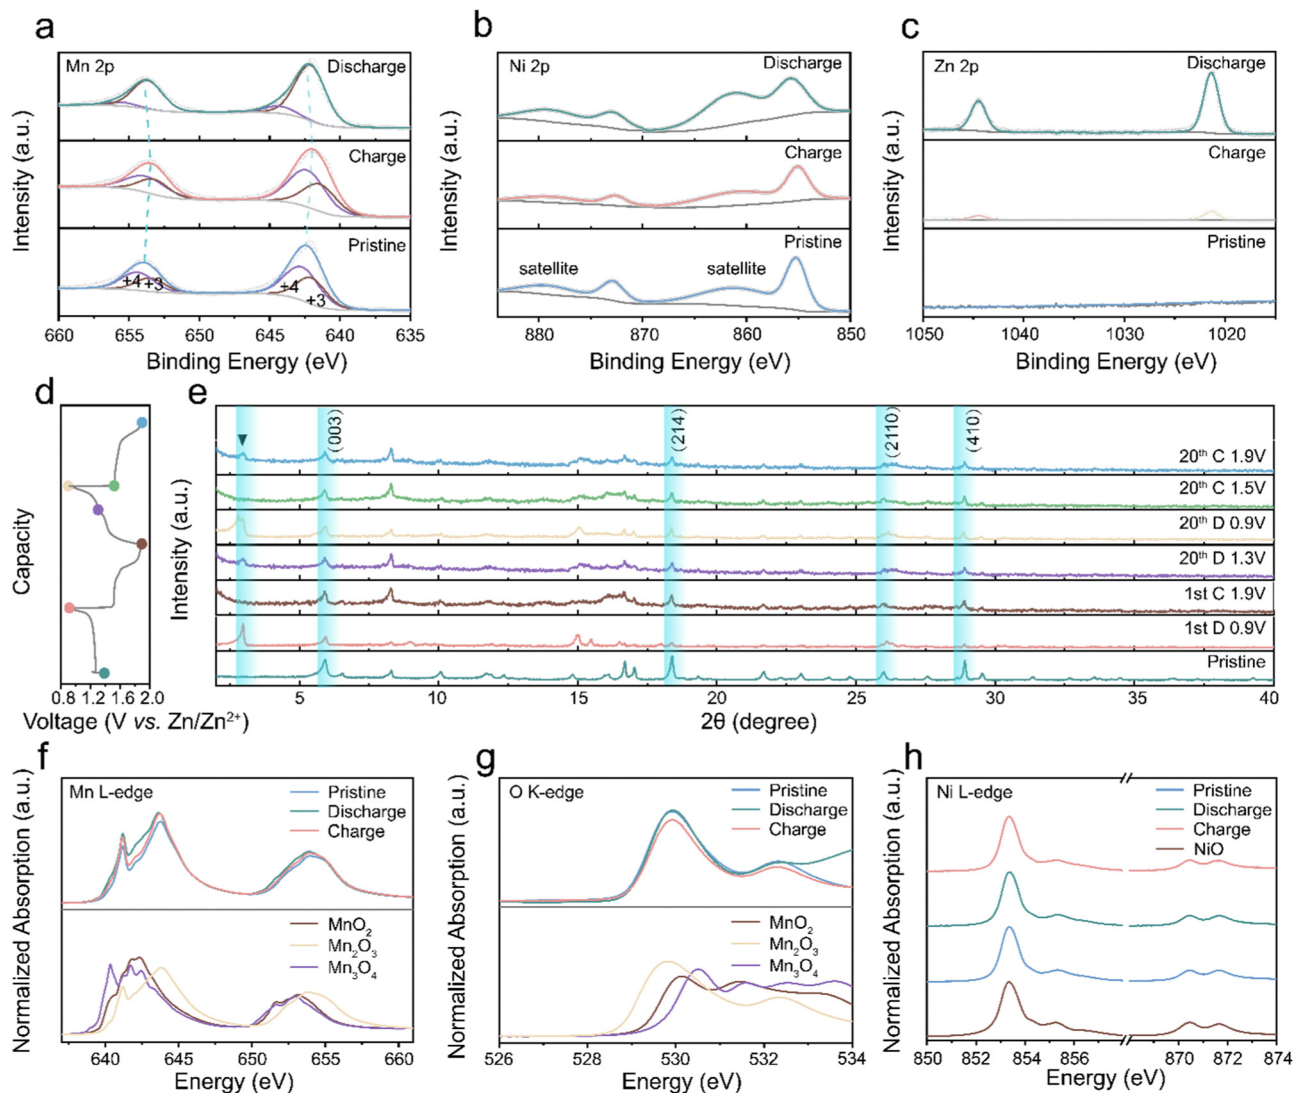 a
Mn 2p
Discharge
Charge
Pristine
+4
+3
+4
+3
660 655 650 645 640 635
Binding Energy (eV)
Intensity (a.u.)
b
Ni 2p
Discharge
Charge
Pristine
satellite
satellite
880 870 860 850
Binding Energy (eV)
Intensity (a.u.)
c
Zn 2p
Discharge
Charge
Pristine
1050 1040 1030 1020
Binding Energy (eV)
Intensity (a.u.)
d
Capacity
0.8 1.2 1.6 2.0
Voltage (V vs. Zn/Zn²⁺)
e
(003)
(214)
(2110)
(410)
20th C 1.9V
20th C 1.5V
20th D 0.9V
20th D 1.3V
1st C 1.9V
1st D 0.9V
Pristine
Intensity (a.u.)
5 10 15 20 25 30 35 40
2θ (degree)
f
Mn L-edge
Pristine
Discharge
Charge
MnO₂
Mn₂O₃
Mn₃O₄
640 645 650 655 660
Energy (eV)
Normalized Absorption (a.u.)
g
O K-edge
Pristine
Discharge
Charge
MnO₂
Mn₂O₃
Mn₃O₄
526 528 530 532 534
Energy (eV)
Normalized Absorption (a.u.)
h
Ni L-edge
Pristine
Discharge
Charge
NiO
850 852 854 856 870 872 874
Energy (eV)
Normalized Absorption (a.u.)